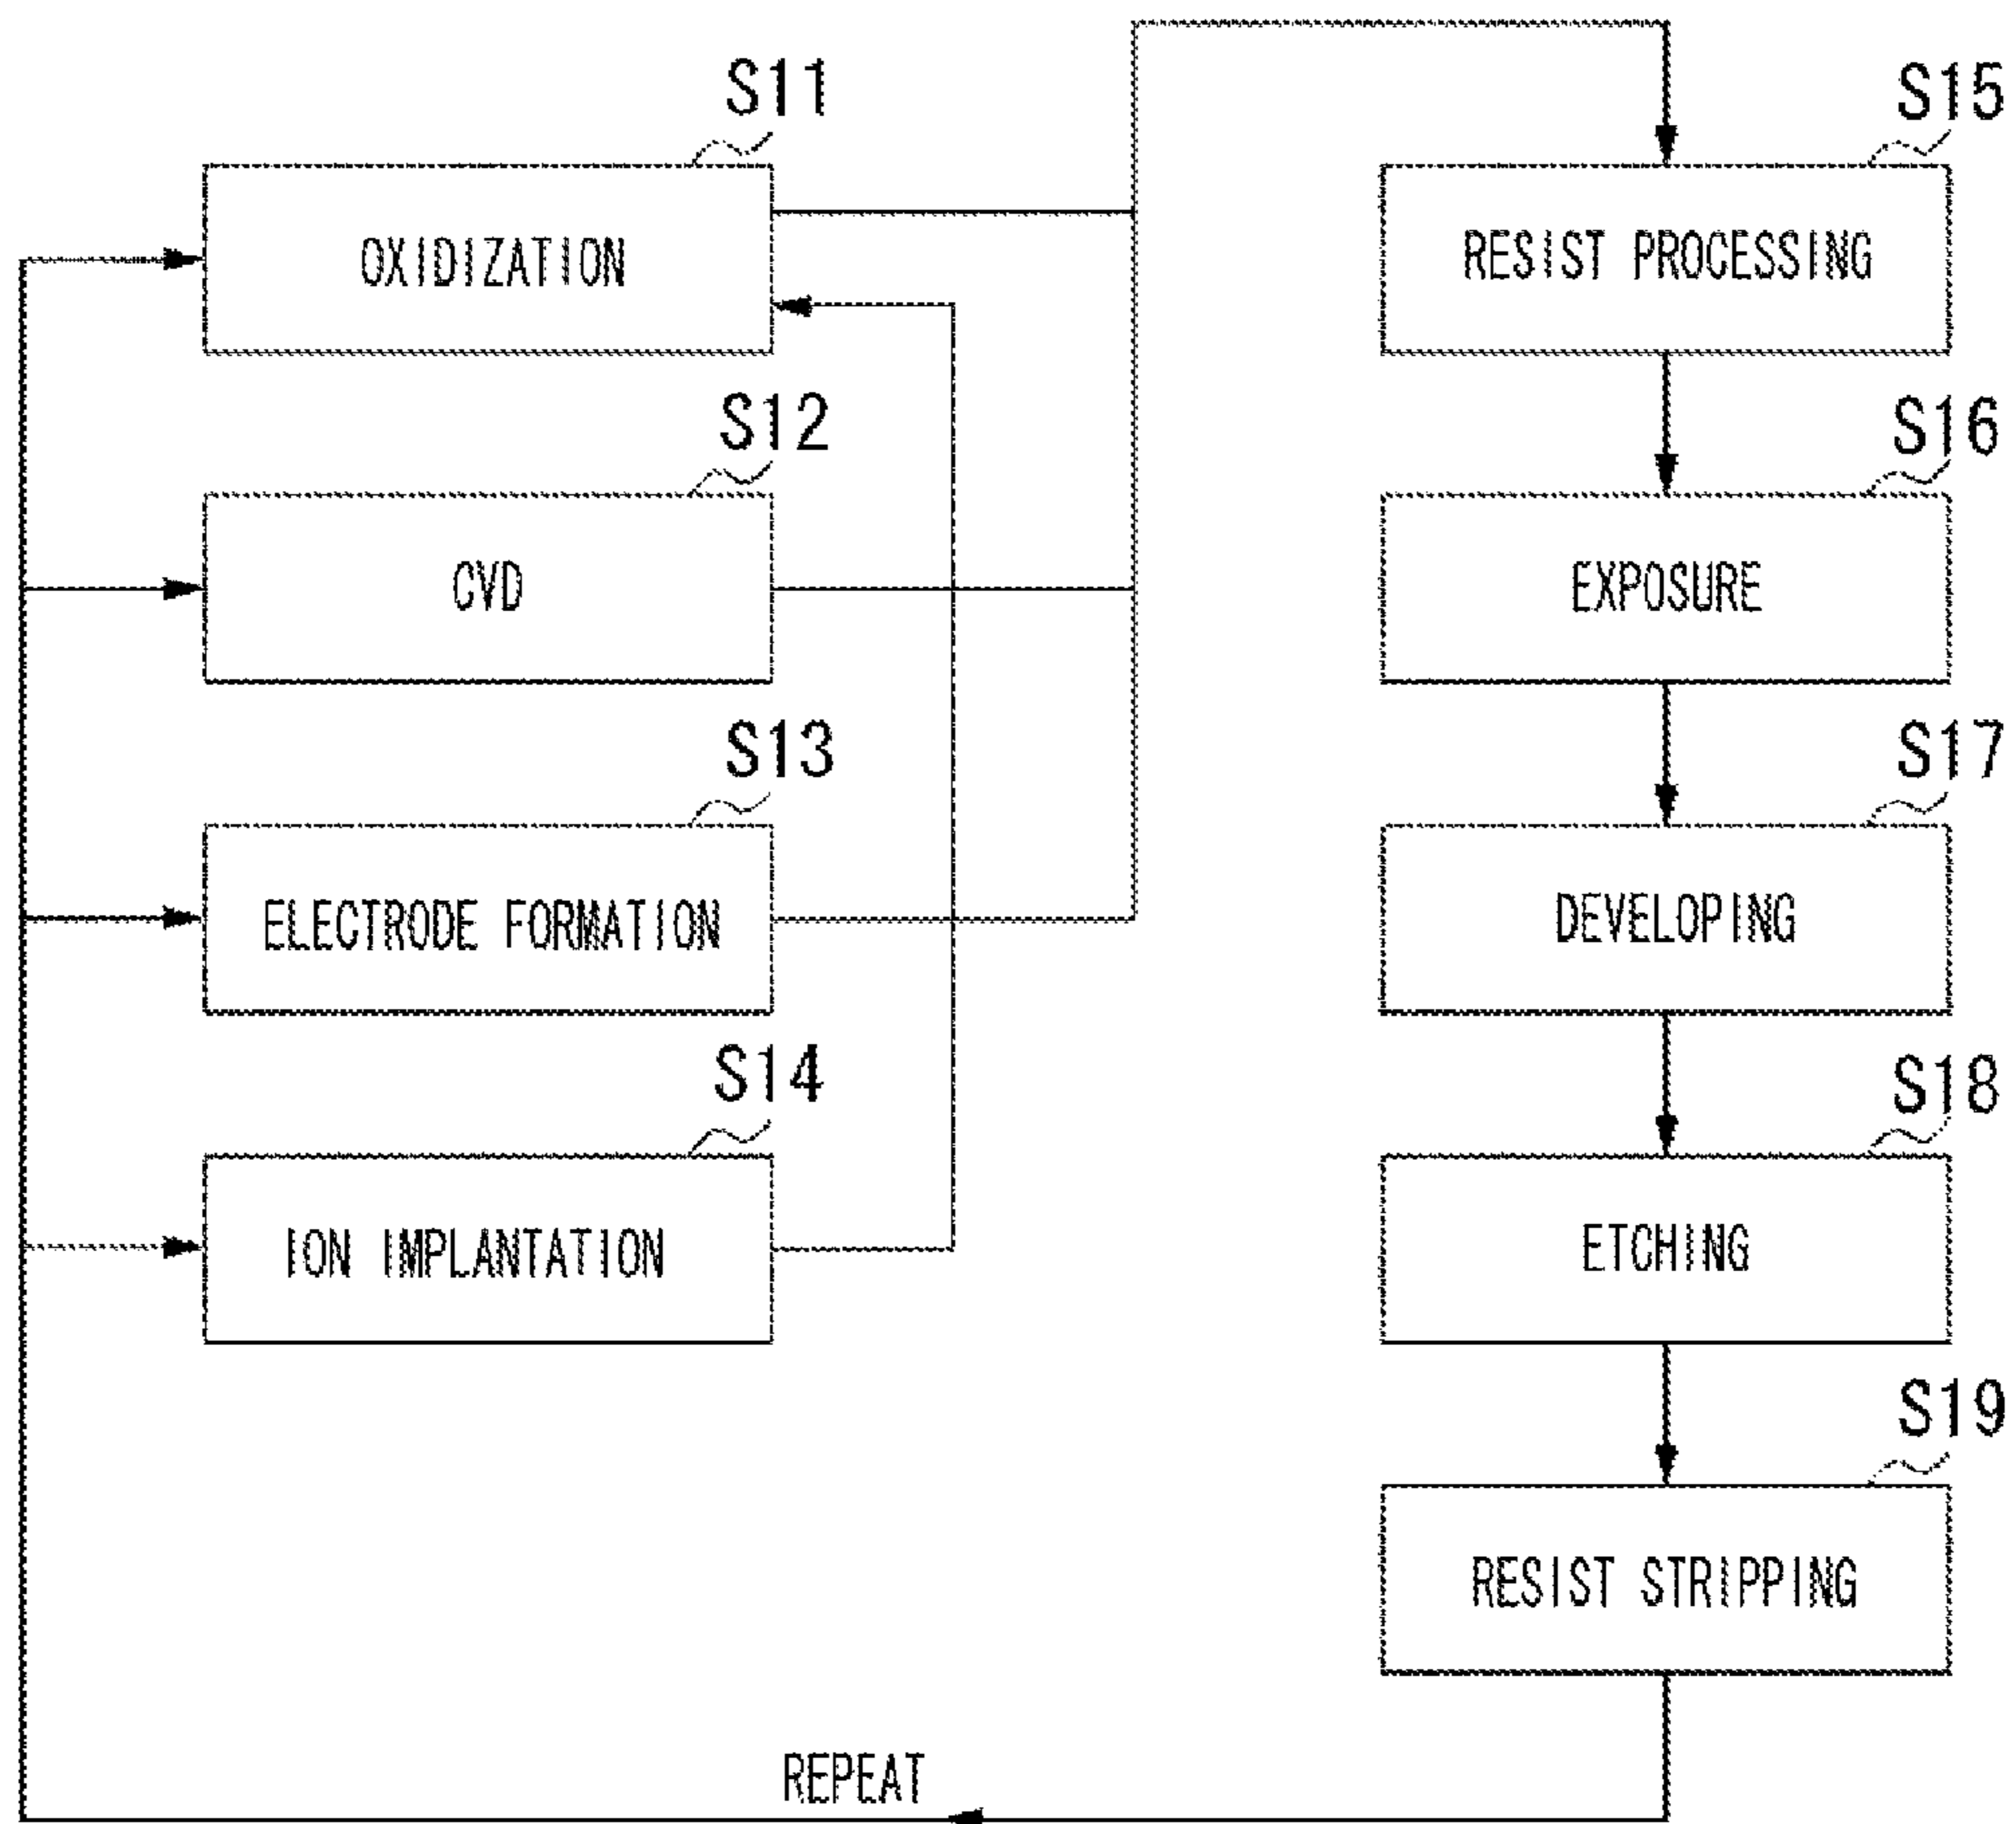 S11
OXIDIZATION
S12
CVD
S13
ELECTRODE FORMATION
S14
ION IMPLANTATION
S15
RESIST PROCESSING
S16
EXPOSURE
S17
DEVELOPING
S18
ETCHING
S19
RESIST STRIPPING
REPEAT